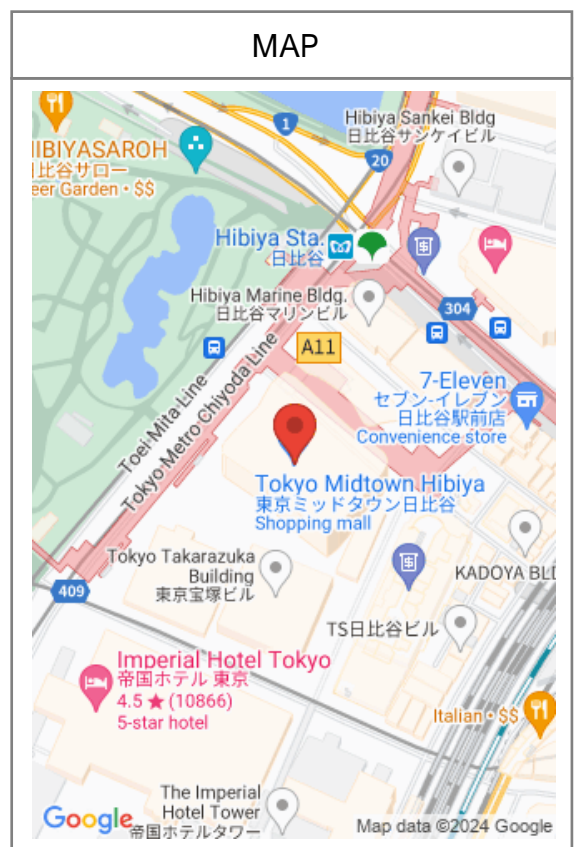 MAP
1
Hibiya Sankei Bldg
日比谷サンケイビル
IBIYASAROH
日比谷サロー
eer Garden • $$
20
Hibiya Sta.
日比谷
Hibiya Marine Bldg.
日比谷マリンビル
304
A11
7-Eleven
セブン-イレブン
日比谷駅前店
Convenience store
Toei Mita Line
Tokyo Metro Chiyoda Line
Tokyo Midtown Hibiya
東京ミッドタウン日比谷
Shopping mall
Tokyo Takarazuka
Building
東京宝塚ビル
KADOYA BLD
409
TS日比谷ビル
Imperial Hotel Tokyo
帝国ホテル 東京
4.5 ★ (10866)
5-star hotel
Italian • $$
The Imperial
Hotel Tower
帝国ホテルタワー
Google
Map data ©2024 Google